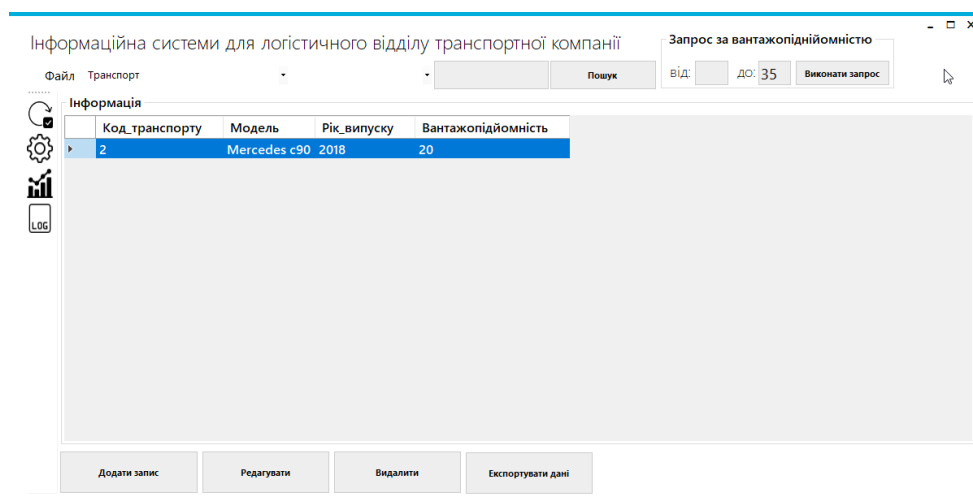 Інформаційна системи для логістичного відділу транспортної компанії
Запрос за вантажопіднійомністю
Файл Транспорт Пошук
від: до: 35 Виконати запрос
Інформація
Код_транспорту Модель Рік_випуску Вантажопідйомність
2 Mercedes c90 2018 20
LOG
Додати запис Редагувати Видалити Експортувати дані